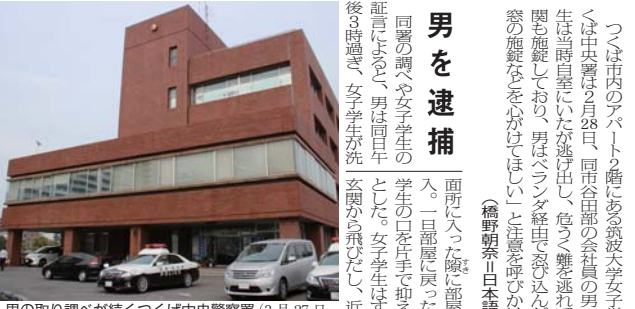 つくば市内のアパート2階にある筑波大学女子
くば中央署は2月28日、同市谷田部の会社員の男
生は当時自室にいたが逃げ出し、危うく難を逃れ
関も施錠しており、男はベランダ経由で忍び込ん
窓の施錠などを心がけてほしい」と注意を呼びか
(橋野朝奈=日本語
男を逮捕
同署の調べや女子学生の
証言によると、男は同日午
後3時過ぎ、女子学生が洗
面所に入った隙に部屋
すき
入。一旦部屋に戻った
学生の口を片手で抑
とした。女子学生はす
玄関から飛びだし、近
男の取り調べが続くつくば中央警察署(3月27日